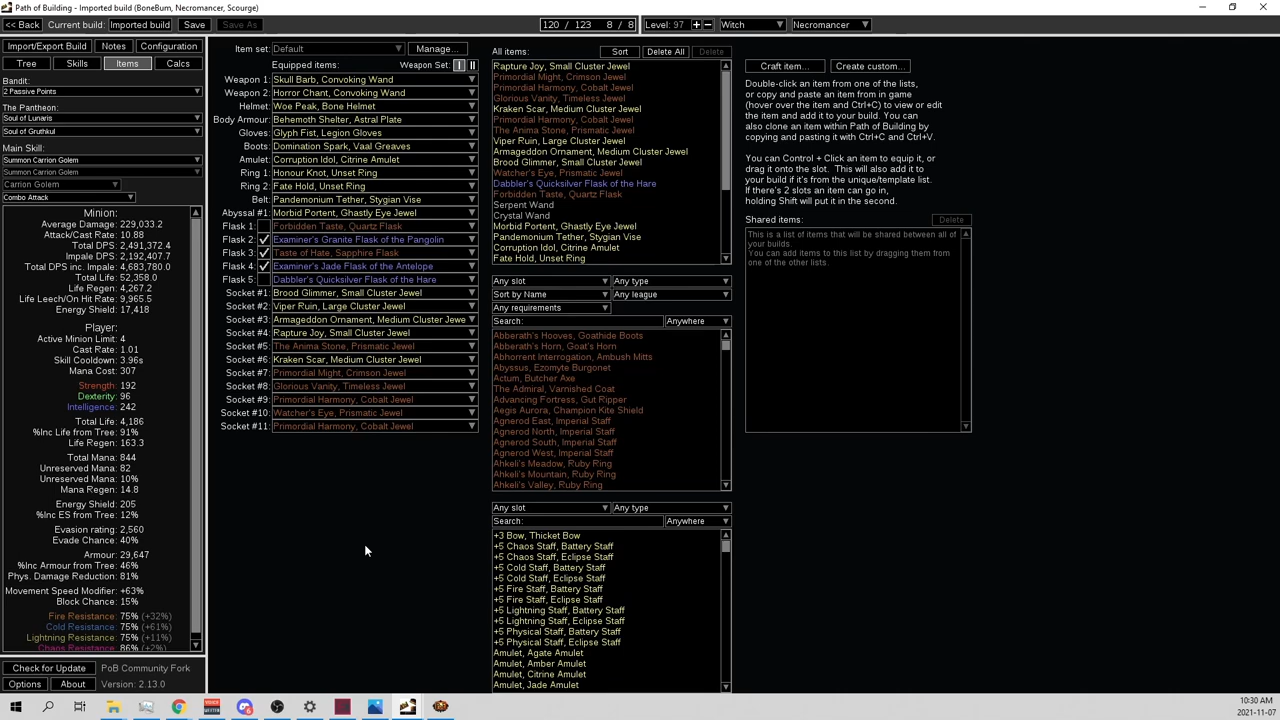 Path of Building - Imported build (BoneBum, Necromancer, Scourge)
<< Back Current build: Imported build Save Save As 120 / 123 8 / 8 Level: 97 + - Witch Necromancer
Import/Export Build Notes Configuration
Tree Skills Items Calcs
Bandit:
2 Passive Points
The Pantheon:
Soul of Lunaris
Soul of Gruthkul
Main Skill:
Summon Carrion Golem
Summon Carrion Golem
Carrion Golem
Combo Attack
Minion:
Average Damage: 229,033.2
Attack/Cast Rate: 10.88
Total DPS: 2,491,372.4
Impale DPS: 2,192,407.7
Total DPS inc. Impale: 4,683,780.0
Total Life: 52,358.0
Life Regen: 4,267.2
Life Leech/On Hit Rate: 9,965.5
Energy Shield: 17,418
Player:
Active Minion Limit: 4
Cast Rate: 1.01
Skill Cooldown: 3.96s
Mana Cost: 307
Strength: 192
Dexterity: 96
Intelligence: 242
Total Life: 4,186
%Inc Life from Tree: 91%
Life Regen: 163.3
Total Mana: 844
Unreserved Mana: 82
Unreserved Mana: 10%
Mana Regen: 14.8
Energy Shield: 205
%Inc ES from Tree: 12%
Evasion rating: 2,560
Evade Chance: 40%
Armour: 29,647
%Inc Armour from Tree: 46%
Phys. Damage Reduction: 81%
Movement Speed Modifier: +63%
Block Chance: 15%
Fire Resistance: 75% (+32%)
Cold Resistance: 75% (+61%)
Lightning Resistance: 75% (+11%)
Chaos Resistance: 86% (+2%)
Check for Update PoB Community Fork
Options About Version: 2.13.0
Item set: Default Manage...
Equipped items: Weapon Set: I II
Weapon 1: Skull Barb, Convoking Wand
Weapon 2: Horror Chant, Convoking Wand
Helmet: Woe Peak, Bone Helmet
Body Armour: Behemoth Shelter, Astral Plate
Gloves: Glyph Fist, Legion Gloves
Boots: Domination Spark, Vaal Greaves
Amulet: Corruption Idol, Citrine Amulet
Ring 1: Honour Knot, Unset Ring
Ring 2: Fate Hold, Unset Ring
Belt: Pandemonium Tether, Stygian Vise
Abyssal #1: Morbid Portent, Ghastly Eye Jewel
Flask 1: Forbidden Taste, Quartz Flask
Flask 2: Examiner's Granite Flask of the Pangolin
Flask 3: Taste of Hate, Sapphire Flask
Flask 4: Examiner's Jade Flask of the Antelope
Flask 5: Dabbler's Quicksilver Flask of the Hare
Socket #1: Brood Glimmer, Small Cluster Jewel
Socket #2: Viper Ruin, Large Cluster Jewel
Socket #3: Armageddon Ornament, Medium Cluster Jewe
Socket #4: Rapture Joy, Small Cluster Jewel
Socket #5: The Anima Stone, Prismatic Jewel
Socket #6: Kraken Scar, Medium Cluster Jewel
Socket #7: Primordial Might, Crimson Jewel
Socket #8: Glorious Vanity, Timeless Jewel
Socket #9: Primordial Harmony, Cobalt Jewel
Socket #10: Watcher's Eye, Prismatic Jewel
Socket #11: Primordial Harmony, Cobalt Jewel
All items: Sort Delete All Delete
Rapture Joy, Small Cluster Jewel
Primordial Might, Crimson Jewel
Primordial Harmony, Cobalt Jewel
Glorious Vanity, Timeless Jewel
Kraken Scar, Medium Cluster Jewel
Primordial Harmony, Cobalt Jewel
The Anima Stone, Prismatic Jewel
Viper Ruin, Large Cluster Jewel
Armageddon Ornament, Medium Cluster Jewel
Brood Glimmer, Small Cluster Jewel
Watcher's Eye, Prismatic Jewel
Dabbler's Quicksilver Flask of the Hare
Forbidden Taste, Quartz Flask
Serpent Wand
Crystal Wand
Morbid Portent, Ghastly Eye Jewel
Pandemonium Tether, Stygian Vise
Corruption Idol, Citrine Amulet
Fate Hold, Unset Ring
Any slot Any type
Sort by Name Any league
Any requirements
Search: Anywhere
Abberath's Hooves, Goathide Boots
Abberath's Horn, Goat's Horn
Abhorrent Interrogation, Ambush Mitts
Abyssus, Ezomyte Burgonet
Actum, Butcher Axe
The Admiral, Varnished Coat
Advancing Fortress, Gut Ripper
Aegis Aurora, Champion Kite Shield
Agnerod East, Imperial Staff
Agnerod North, Imperial Staff
Agnerod South, Imperial Staff
Agnerod West, Imperial Staff
Ahkeli's Meadow, Ruby Ring
Ahkeli's Mountain, Ruby Ring
Ahkeli's Valley, Ruby Ring
Any slot Any type
Search: Anywhere
+3 Bow, Thicket Bow
+5 Chaos Staff, Battery Staff
+5 Chaos Staff, Eclipse Staff
+5 Cold Staff, Battery Staff
+5 Cold Staff, Eclipse Staff
+5 Fire Staff, Battery Staff
+5 Fire Staff, Eclipse Staff
+5 Lightning Staff, Battery Staff
+5 Lightning Staff, Eclipse Staff
+5 Physical Staff, Battery Staff
+5 Physical Staff, Eclipse Staff
Amulet, Agate Amulet
Amulet, Amber Amulet
Amulet, Citrine Amulet
Amulet, Jade Amulet
Craft item... Create custom...
Double-click an item from one of the lists,
or copy and paste an item from in game
(hover over the item and Ctrl+C) to view or edit
the item and add it to your build. You can
also clone an item within Path of Building by
copying and pasting it with Ctrl+C and Ctrl+V.
You can Control + Click an item to equip it, or
drag it onto the slot. This will also add it to
your build if it's from the unique/template list.
If there's 2 slots an item can go in,
holding Shift will put it in the second.
Shared items: Delete
This is a list of items that will be shared between all of
your builds.
You can add items to this list by dragging them from
one of the other lists.
10:30 AM
2021-11-07